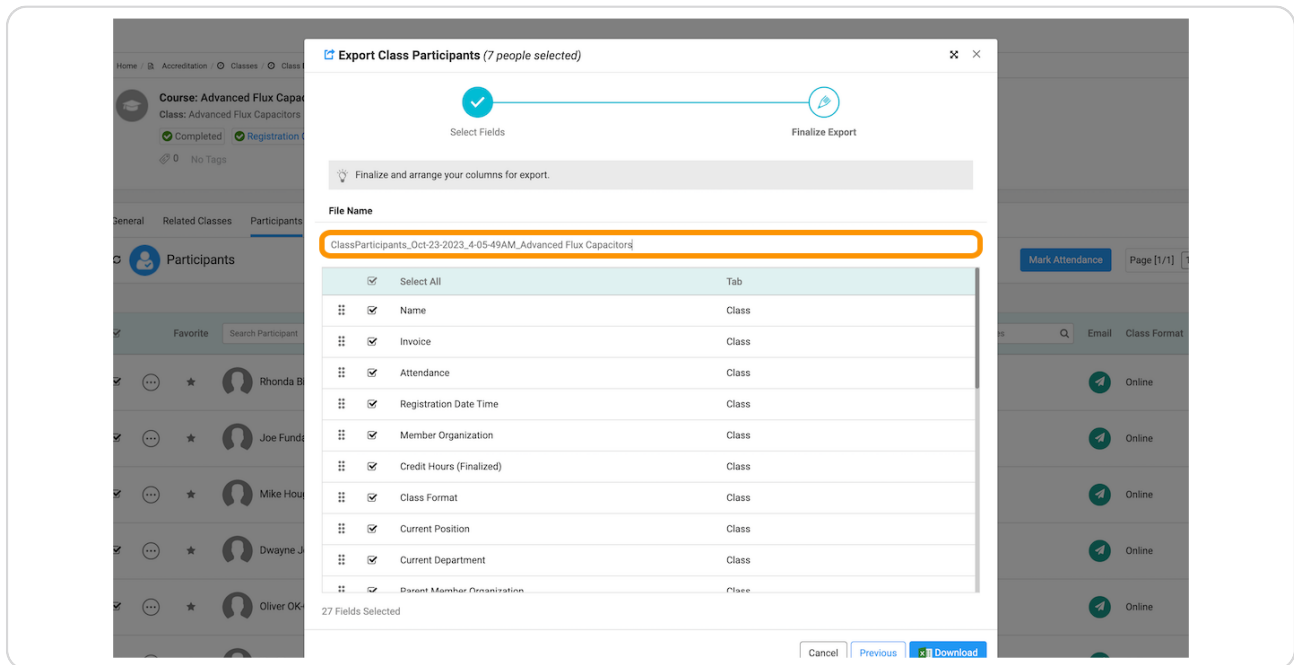 Export Class Participants (7 people selected)
Home / Accreditation / Classes / Class
Course: Advanced Flux Capac
Class: Advanced Flux Capacitors
Completed Registration
0 No Tags
Select Fields Finalize Export
Finalize and arrange your columns for export.
File Name
General Related Classes Participants
ClassParticipants_Oct-23-2023_4-05-49AM_Advanced Flux Capacitors
Participants Mark Attendance Page [1/1]
Select All Tab
Name Class
Invoice Class
Favorite Search Participant Email Class Format
Attendance Class
Rhonda Bi Online
Registration Date Time Class
Member Organization Class
Joe Funda Online
Credit Hours (Finalized) Class
Class Format Class
Mike Hou Online
Current Position Class
Dwayne J Online
Current Department Class
Parent Member Organization Class
Oliver OK- Online
27 Fields Selected
Cancel Previous Download